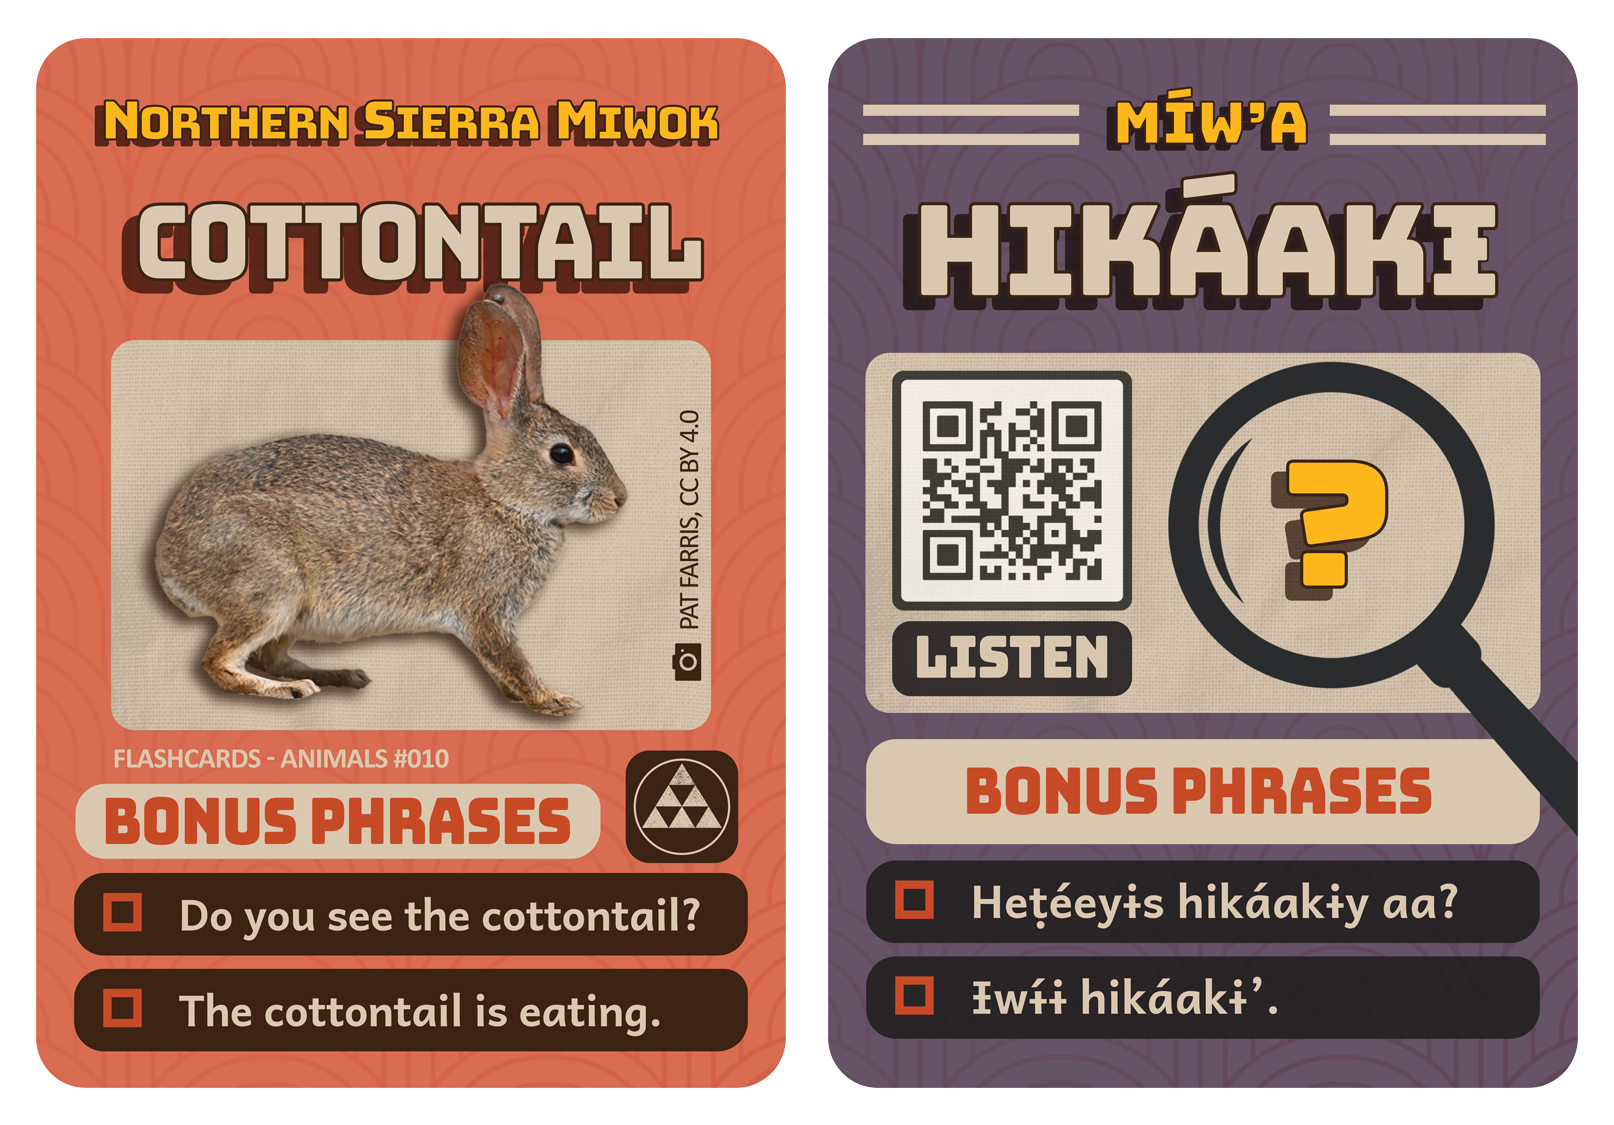 NORTHERN SIERRA MIWOK
COTTONTAIL
PAT FARRIS, CC BY 4.0
FLASHCARDS - ANIMALS #010
BONUS PHRASES
Do you see the cottontail?
The cottontail is eating.
MÍW’A
HIKÁAKƗ
LISTEN
?
BONUS PHRASES
Heṭéeyɨs hikáakɨy aa?
Ɨwɨ́ɨ hikáakɨ’.